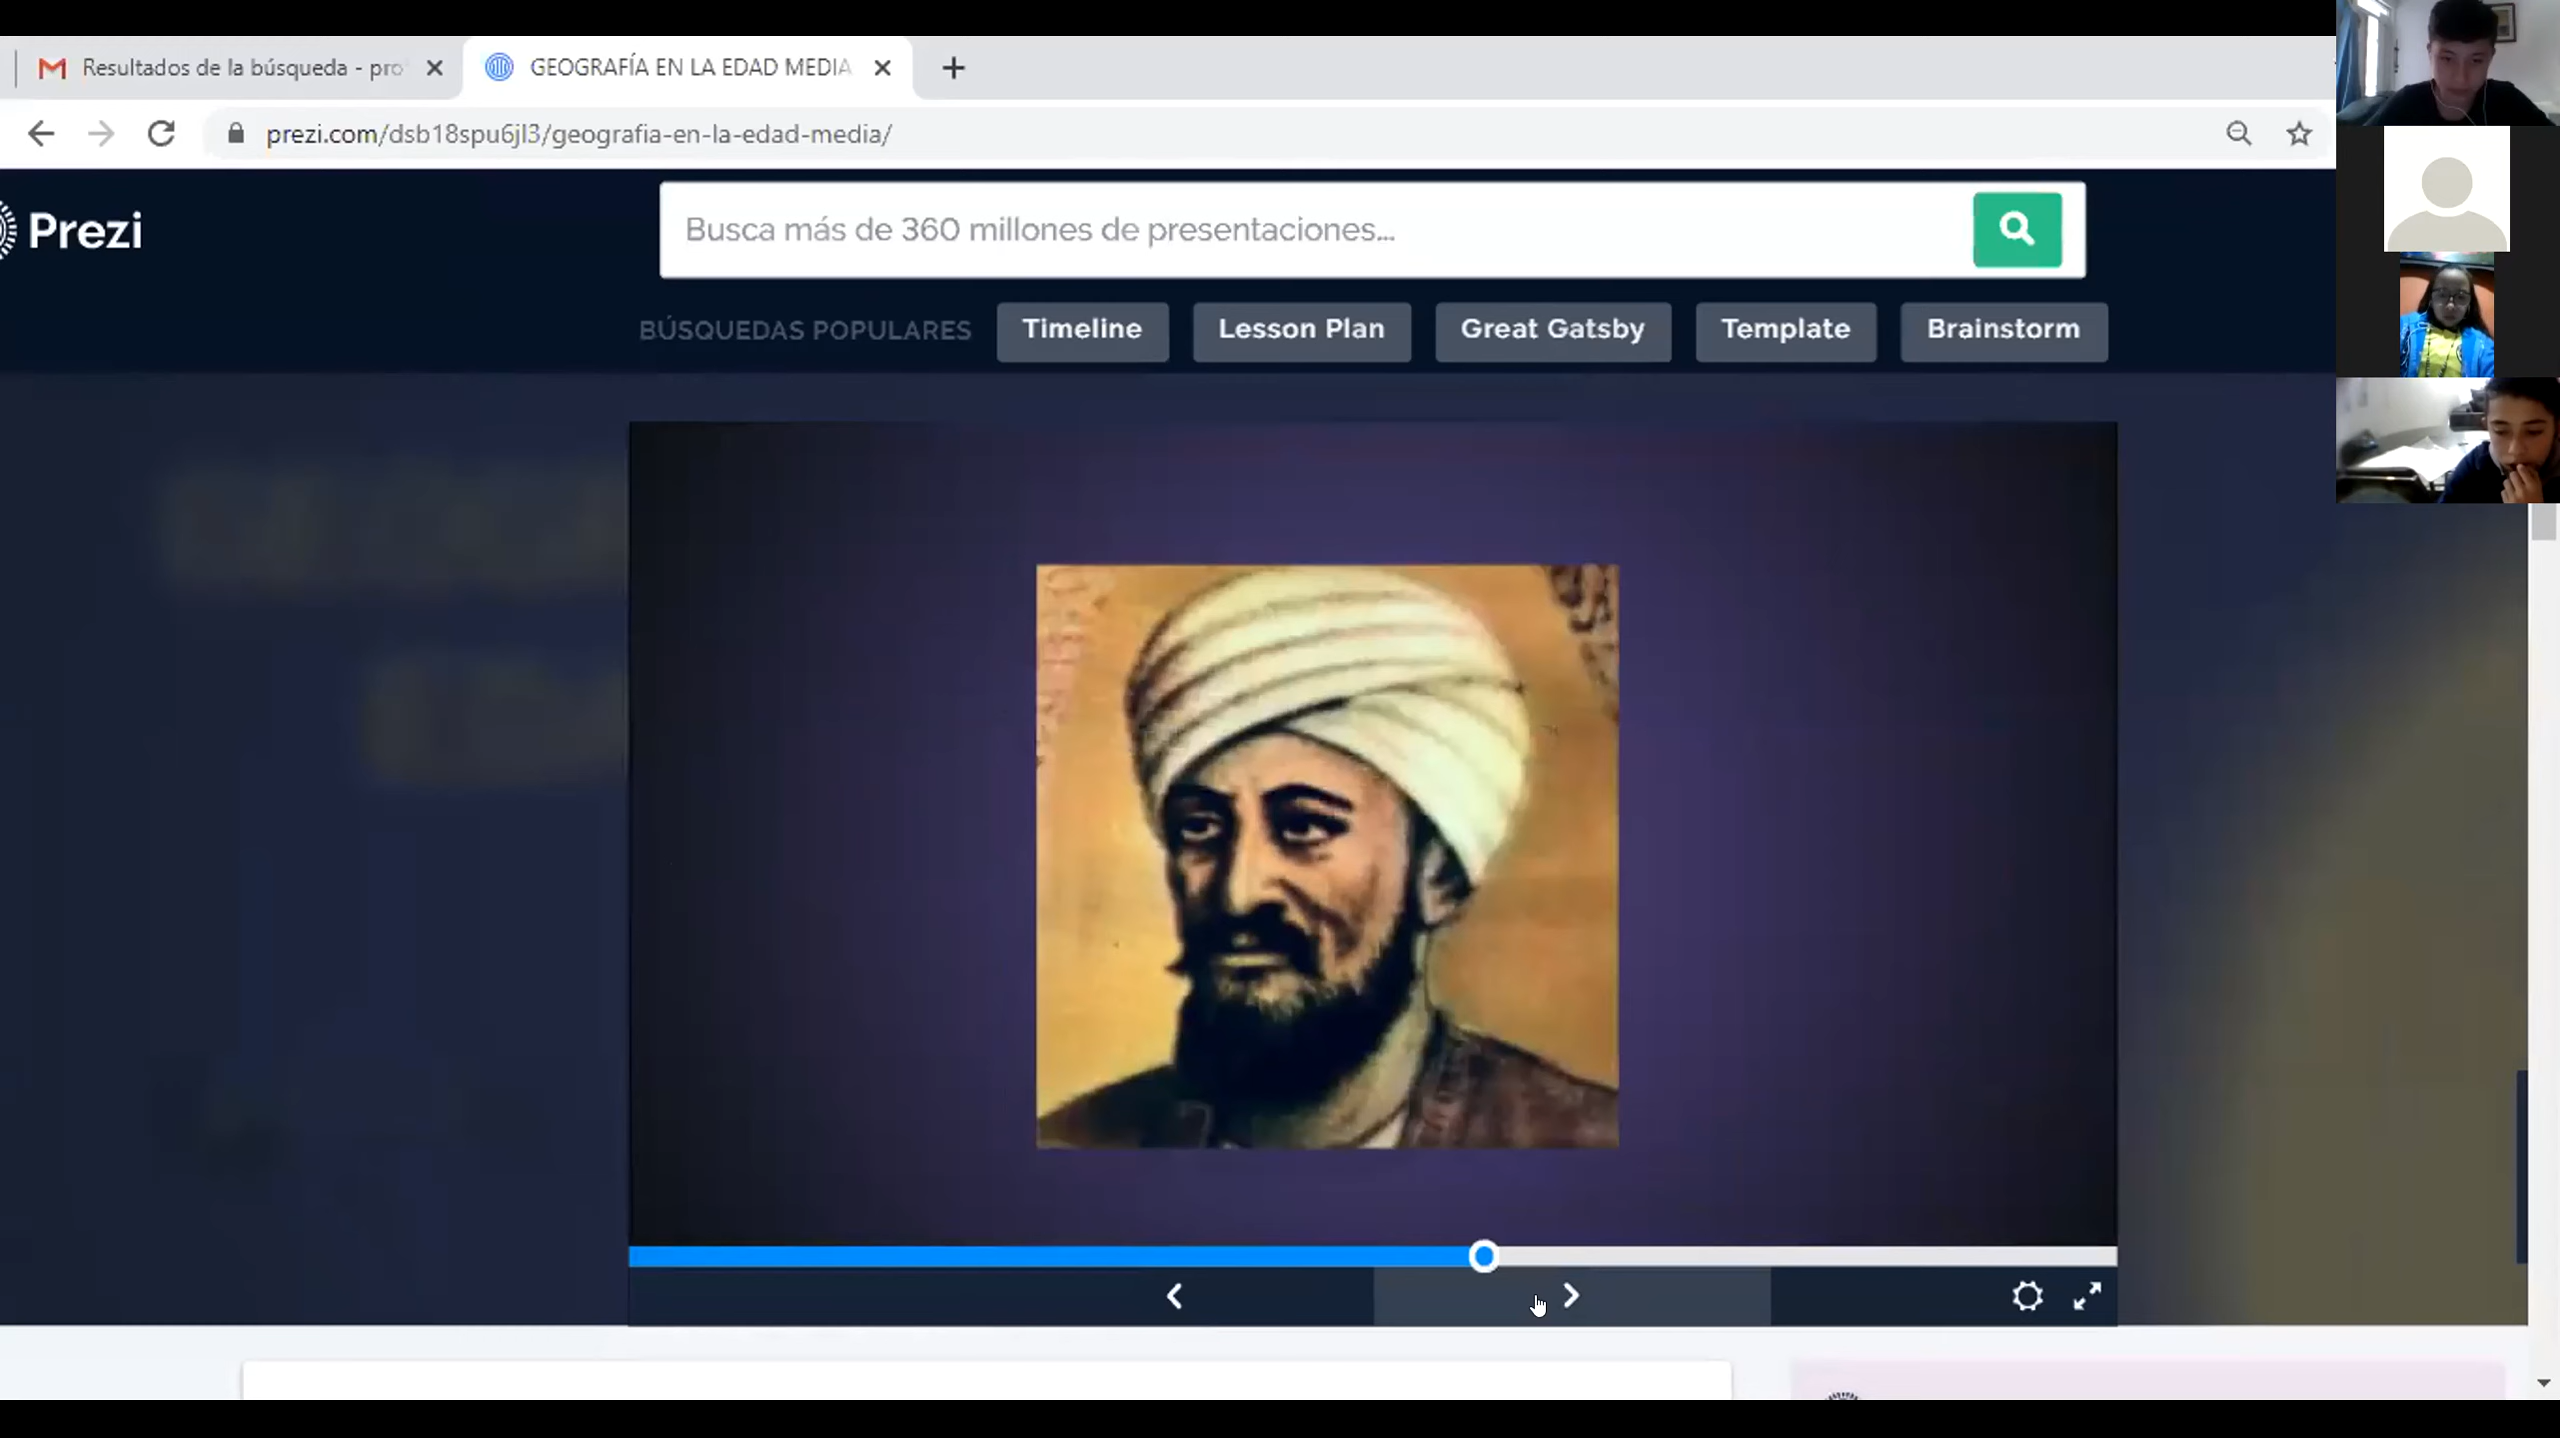 Resultados de la búsqueda - pro
GEOGRAFÍA EN LA EDAD MEDIA
prezi.com/dsb18spu6jl3/geografia-en-la-edad-media/
Prezi
Busca más de 360 millones de presentaciones...
BÚSQUEDAS POPULARES
Timeline
Lesson Plan
Great Gatsby
Template
Brainstorm